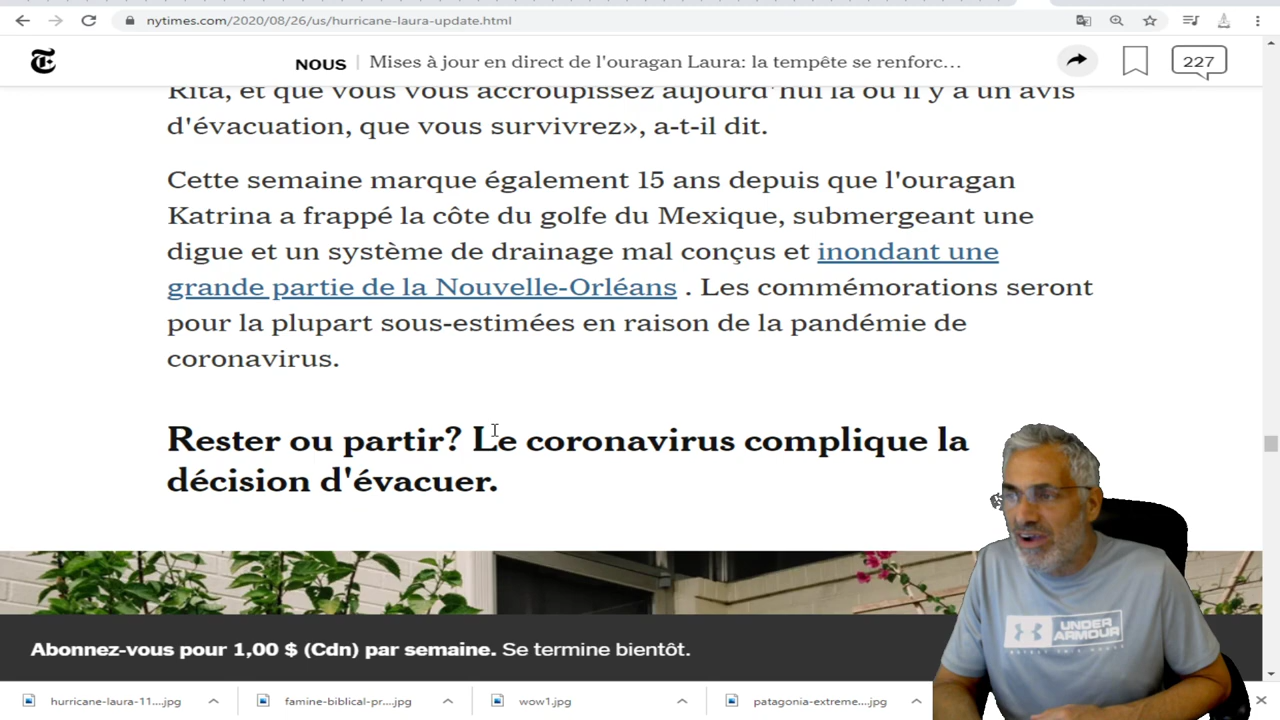 nytimes.com/2020/08/26/us/hurricane-laura-update.html
NOUS | Mises à jour en direct de l'ouragan Laura: la tempête se renforc…
227
Rita, et que vous vous accroupissez aujourd'hui là où il y a un avis
d'évacuation, que vous survivrez», a-t-il dit.
Cette semaine marque également 15 ans depuis que l'ouragan
Katrina a frappé la côte du golfe du Mexique, submergeant une
digue et un système de drainage mal conçus et inondant une
grande partie de la Nouvelle-Orléans . Les commémorations seront
pour la plupart sous-estimées en raison de la pandémie de
coronavirus.
Rester ou partir? Le coronavirus complique la
décision d'évacuer.
UNDER
ARMOUR
Abonnez-vous pour 1,00 $ (Cdn) par semaine. Se termine bientôt.
hurricane-laura-11....jpg
famine-biblical-pr....jpg
wow1.jpg
patagonia-extreme....jpg